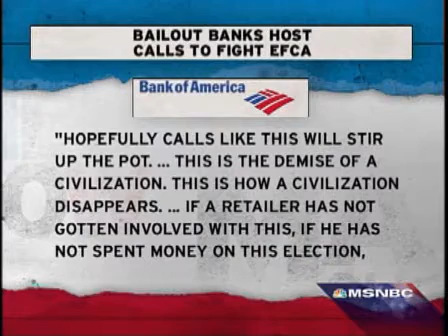 BAILOUT BANKS HOST
CALLS TO FIGHT EFCA
Bank of America
"HOPEFULLY CALLS LIKE THIS WILL STIR
UP THE POT. ... THIS IS THE DEMISE OF A
CIVILIZATION. THIS IS HOW A CIVILIZATION
DISAPPEARS. ... IF A RETAILER HAS NOT
GOTTEN INVOLVED WITH THIS, IF HE HAS
NOT SPENT MONEY ON THIS ELECTION,
MSNBC